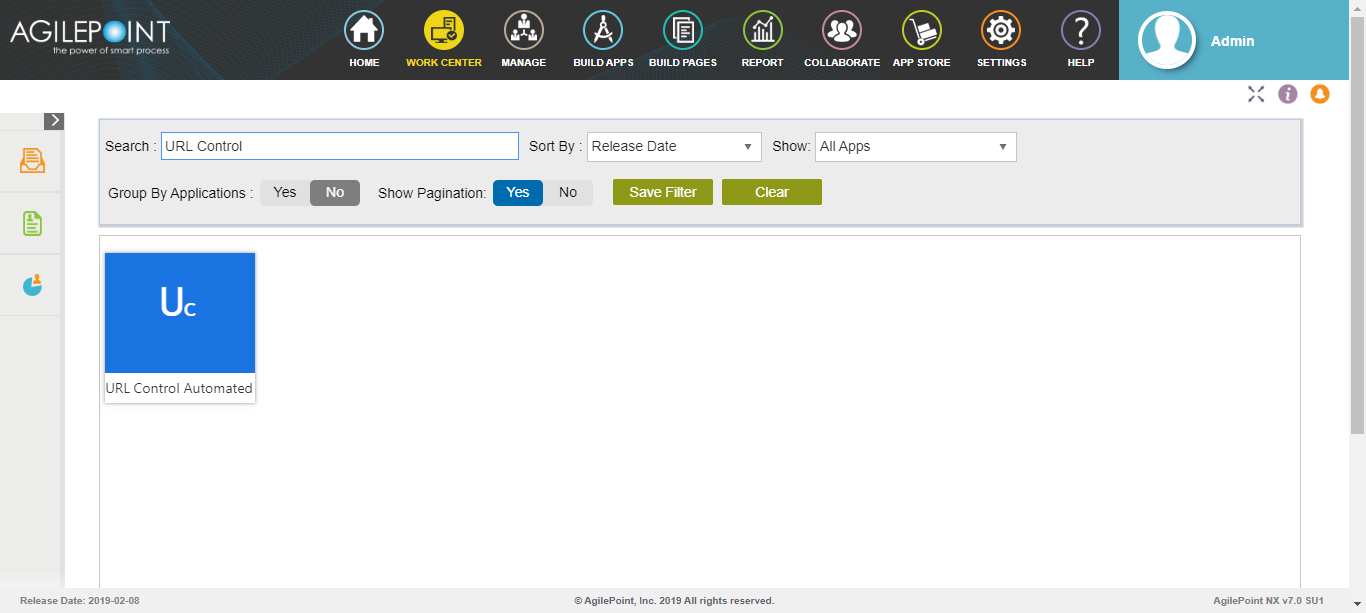 AGILEPOINT
the power of smart process
HOME
WORK CENTER
MANAGE
BUILD APPS
BUILD PAGES
REPORT
COLLABORATE
APP STORE
SETTINGS
?
HELP
Admin
i
Search : URL Control Sort By : Release Date Show: All Apps
Group By Applications : Yes No Show Pagination: Yes No Save Filter Clear
Uc
URL Control Automated
Release Date: 2019-02-08 © AgilePoint, Inc. 2019 All rights reserved. AgilePoint NX v7.0 SU1